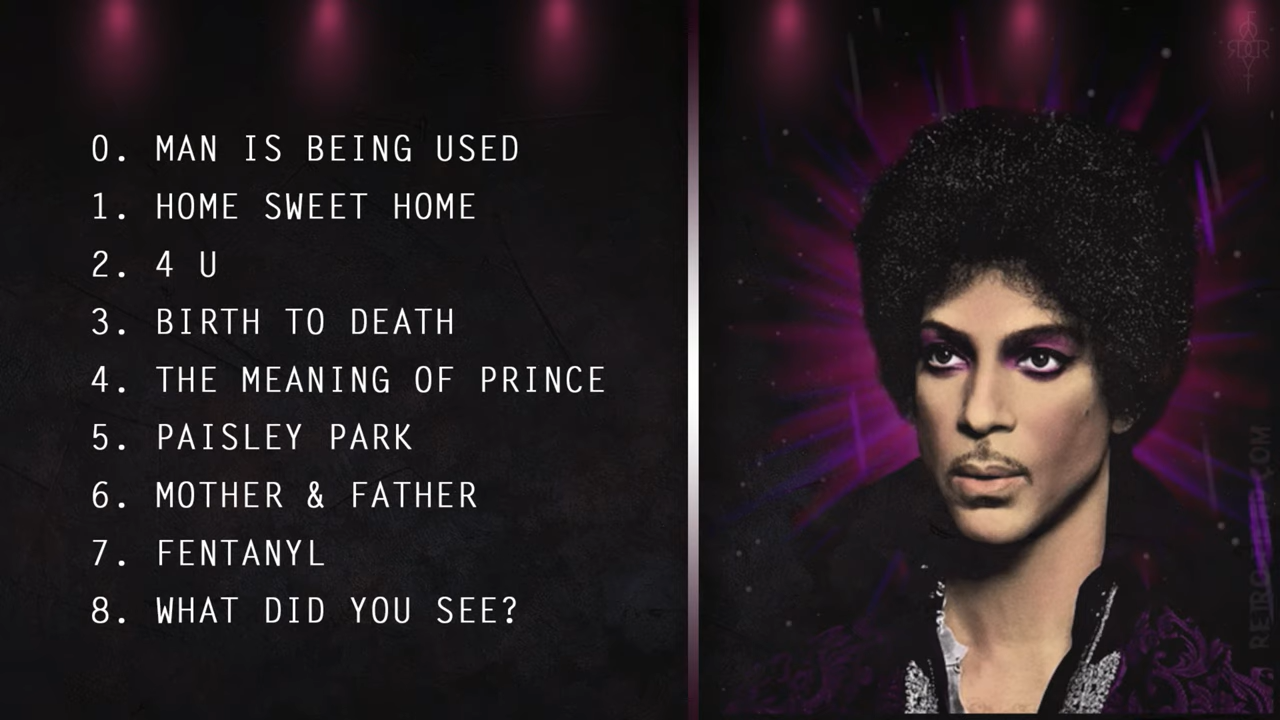 0. MAN IS BEING USED
1. HOME SWEET HOME
2. 4 U
3. BIRTH TO DEATH
4. THE MEANING OF PRINCE
5. PAISLEY PARK
6. MOTHER & FATHER
7. FENTANYL
8. WHAT DID YOU SEE?